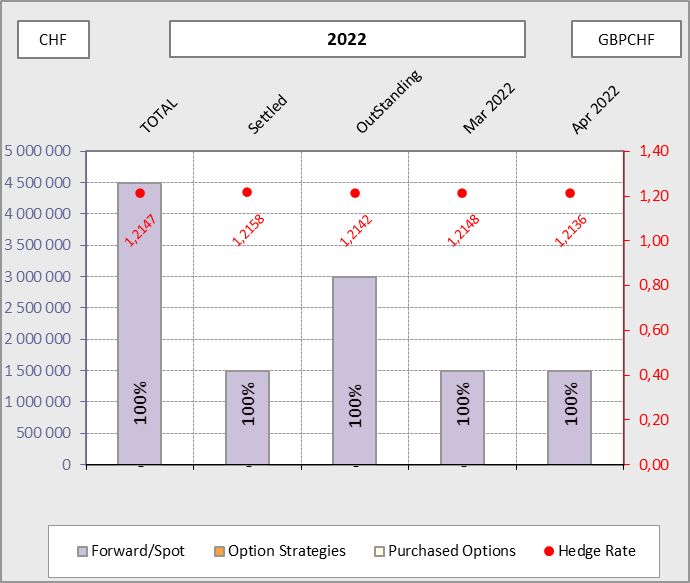 CHF
2022
GBPCHF
TOTAL
Settled
OutStanding
Mar 2022
Apr 2022
5 000 000
4 500 000
4 000 000
3 500 000
3 000 000
2 500 000
2 000 000
1 500 000
1 000 000
500 000
0
1,40
1,20
1,00
0,80
0,60
0,40
0,20
0,00
1,2147
1,2158
1,2142
1,2148
1,2136
100%
100%
100%
100%
100%
- - - - -
Forward/Spot Option Strategies Purchased Options Hedge Rate